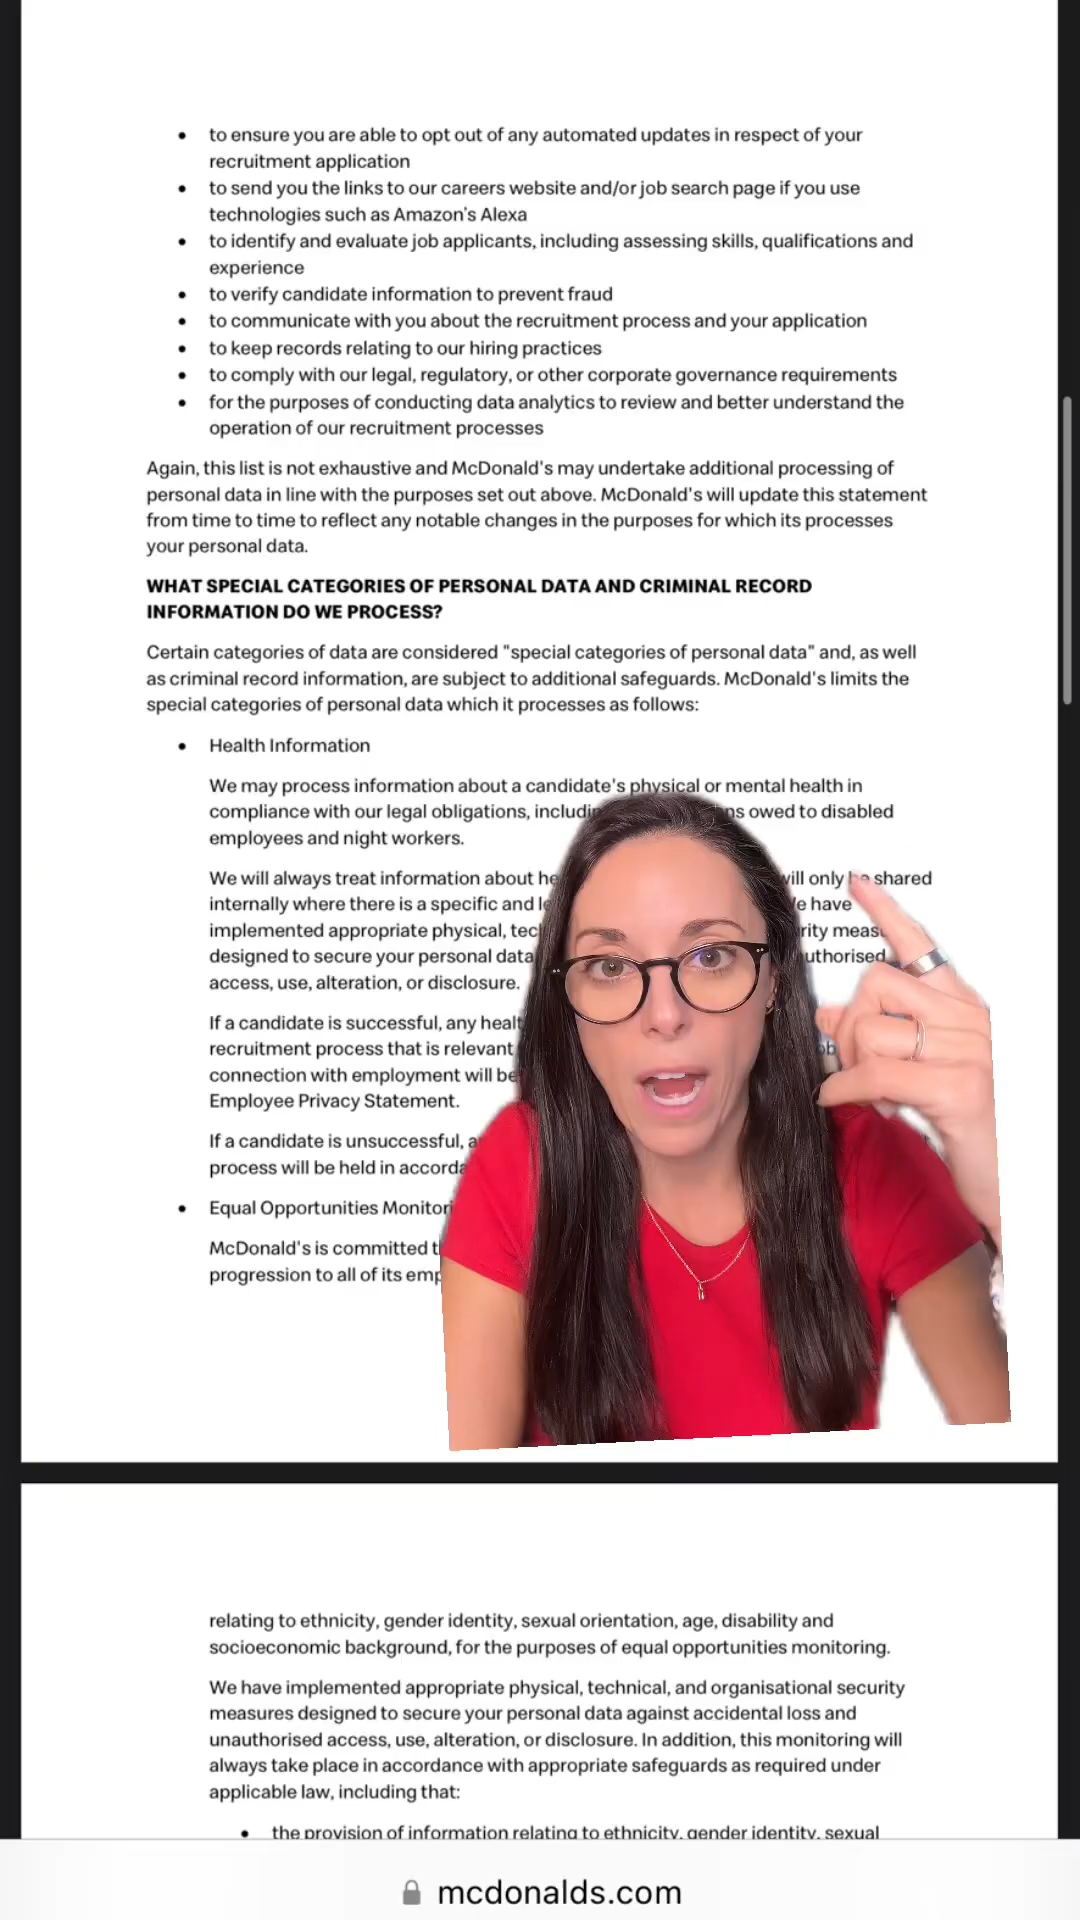 • to ensure you are able to opt out of any automated updates in respect of your
recruitment application
• to send you the links to our careers website and/or job search page if you use
technologies such as Amazon's Alexa
• to identify and evaluate job applicants, including assessing skills, qualifications and
experience
• to verify candidate information to prevent fraud
• to communicate with you about the recruitment process and your application
• to keep records relating to our hiring practices
• to comply with our legal, regulatory, or other corporate governance requirements
• for the purposes of conducting data analytics to review and better understand the
operation of our recruitment processes
Again, this list is not exhaustive and McDonald's may undertake additional processing of
personal data in line with the purposes set out above. McDonald's will update this statement
from time to time to reflect any notable changes in the purposes for which its processes
your personal data.
WHAT SPECIAL CATEGORIES OF PERSONAL DATA AND CRIMINAL RECORD
INFORMATION DO WE PROCESS?
Certain categories of data are considered "special categories of personal data" and, as well
as criminal record information, are subject to additional safeguards. McDonald's limits the
special categories of personal data which it processes as follows:
• Health Information
We may process information about a candidate's physical or mental health in
compliance with our legal obligations, owed to disabled
employees and night workers.
We will always treat information about will only be shared
internally where there is a specific and have
implemented appropriate physical,
designed to secure your personal data
access, use, alteration, or disclosure.
If a candidate is successful, any
recruitment process that is relevant
connection with employment will be
Employee Privacy Statement.
If a candidate is unsuccessful,
process will be held in
• Equal Opportunities
McDonald's is committed
progression to all of its
relating to ethnicity, gender identity, sexual orientation, age, disability and
socioeconomic background, for the purposes of equal opportunities monitoring.
We have implemented appropriate physical, technical, and organisational security
measures designed to secure your personal data against accidental loss and
unauthorised access, use, alteration, or disclosure. In addition, this monitoring will
always take place in accordance with appropriate safeguards as required under
applicable law, including that:
• the provision of information relating to ethnicity, gender identity, sexual
mcdonalds.com